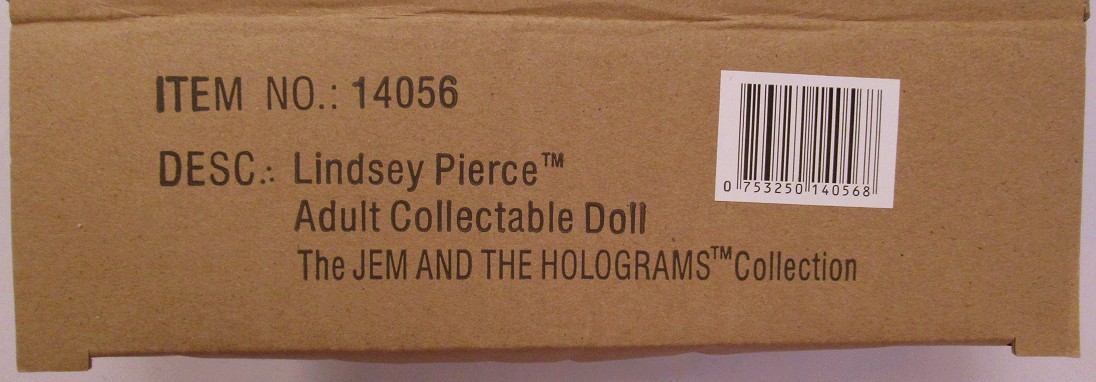 ITEM NO.: 14056
DESC.: Lindsey Pierce™
Adult Collectable Doll
The JEM AND THE HOLOGRAMS™ Collection
0 753250 140568